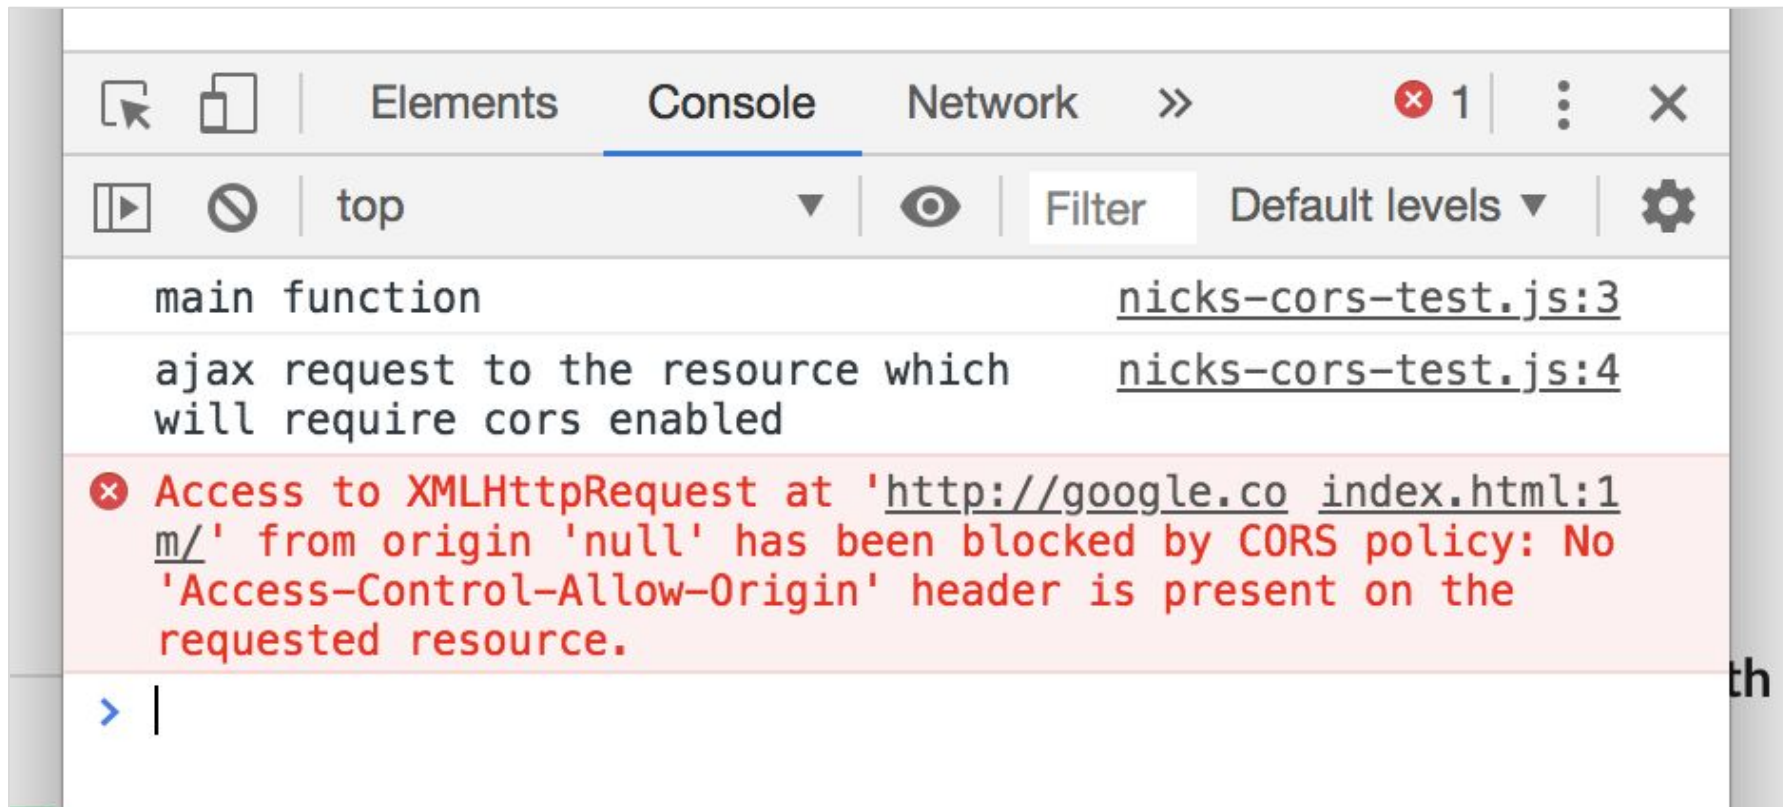 Elements Console Network » 1
top Filter Default levels
main function nicks-cors-test.js:3
ajax request to the resource which nicks-cors-test.js:4
will require cors enabled
Access to XMLHttpRequest at 'http://google.co index.html:1
m/' from origin 'null' has been blocked by CORS policy: No
'Access-Control-Allow-Origin' header is present on the
requested resource.
th
>